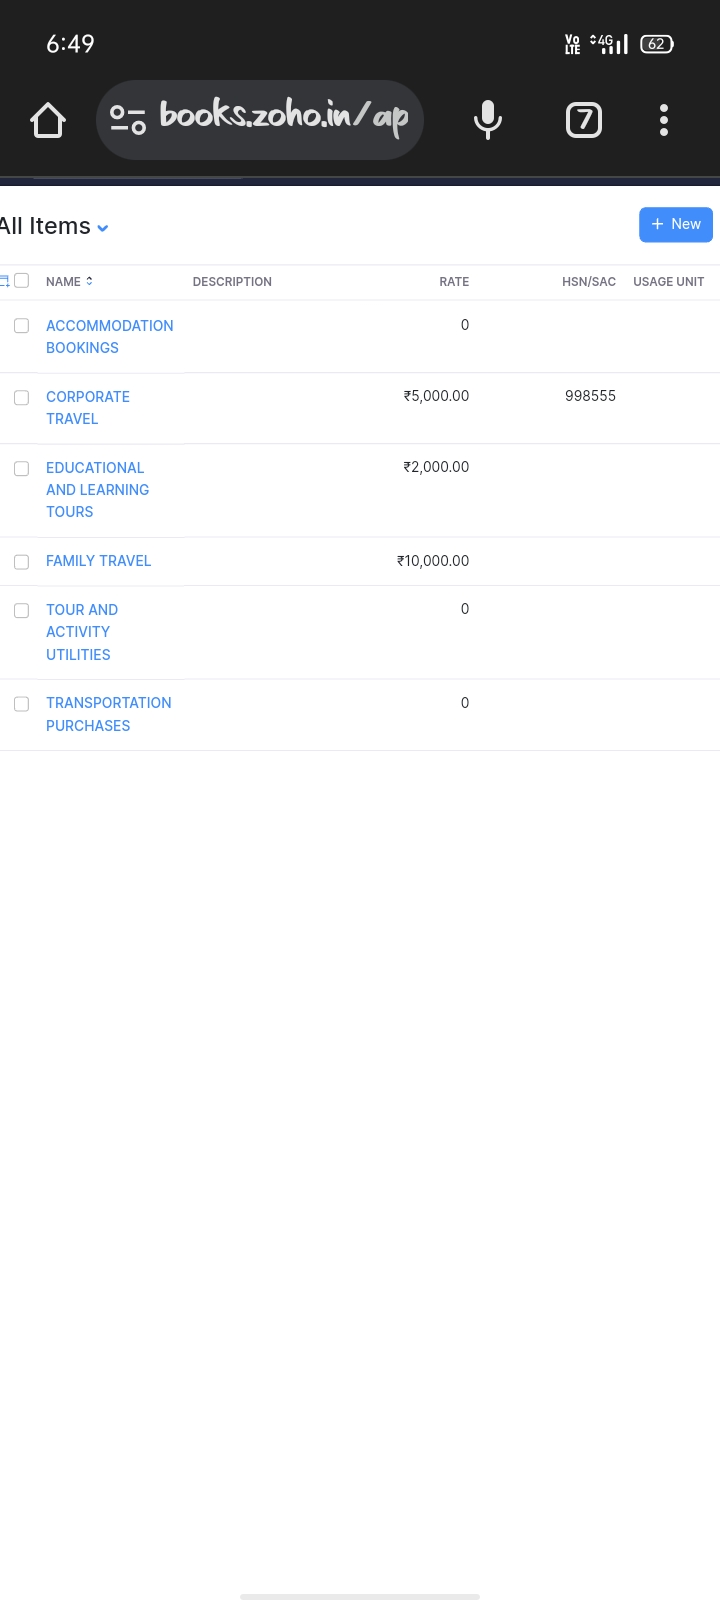 6:49
Vo LTE 4G 62
books.zoho.in/ap
7
All Items
+ New
NAME DESCRIPTION RATE HSN/SAC USAGE UNIT
ACCOMMODATION 0
BOOKINGS
CORPORATE ₹5,000.00 998555
TRAVEL
EDUCATIONAL ₹2,000.00
AND LEARNING
TOURS
FAMILY TRAVEL ₹10,000.00
TOUR AND 0
ACTIVITY
UTILITIES
TRANSPORTATION 0
PURCHASES